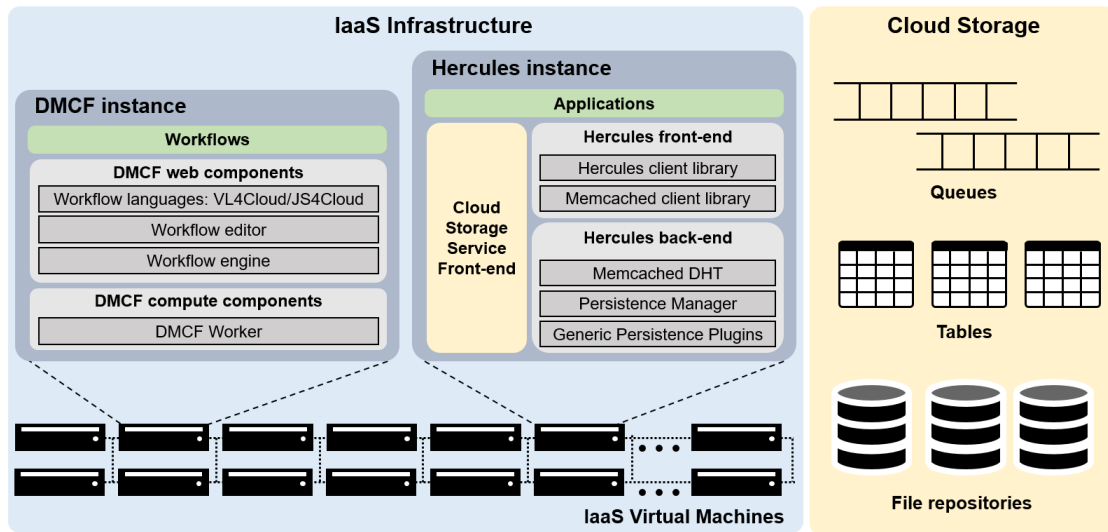 IaaS Infrastructure
DMCF instance
Workflows
DMCF web components
Workflow languages: VL4Cloud/JS4Cloud
Workflow editor
Workflow engine
DMCF compute components
DMCF Worker
Hercules instance
Applications
Cloud
Storage
Service
Front-end
Hercules front-end
Hercules client library
Memcached client library
Hercules back-end
Memcached DHT
Persistence Manager
Generic Persistence Plugins
IaaS Virtual Machines
Cloud Storage
Queues
Tables
File repositories